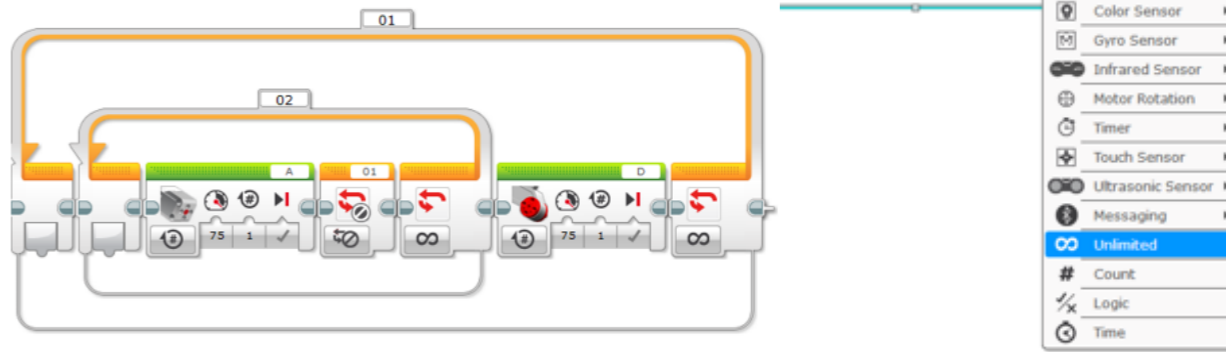 01
02
A
01
D
75 1
75 1
Color Sensor
Gyro Sensor
Infrared Sensor
Motor Rotation
Timer
Touch Sensor
Ultrasonic Sensor
Messaging
Unlimited
# Count
Logic
Time